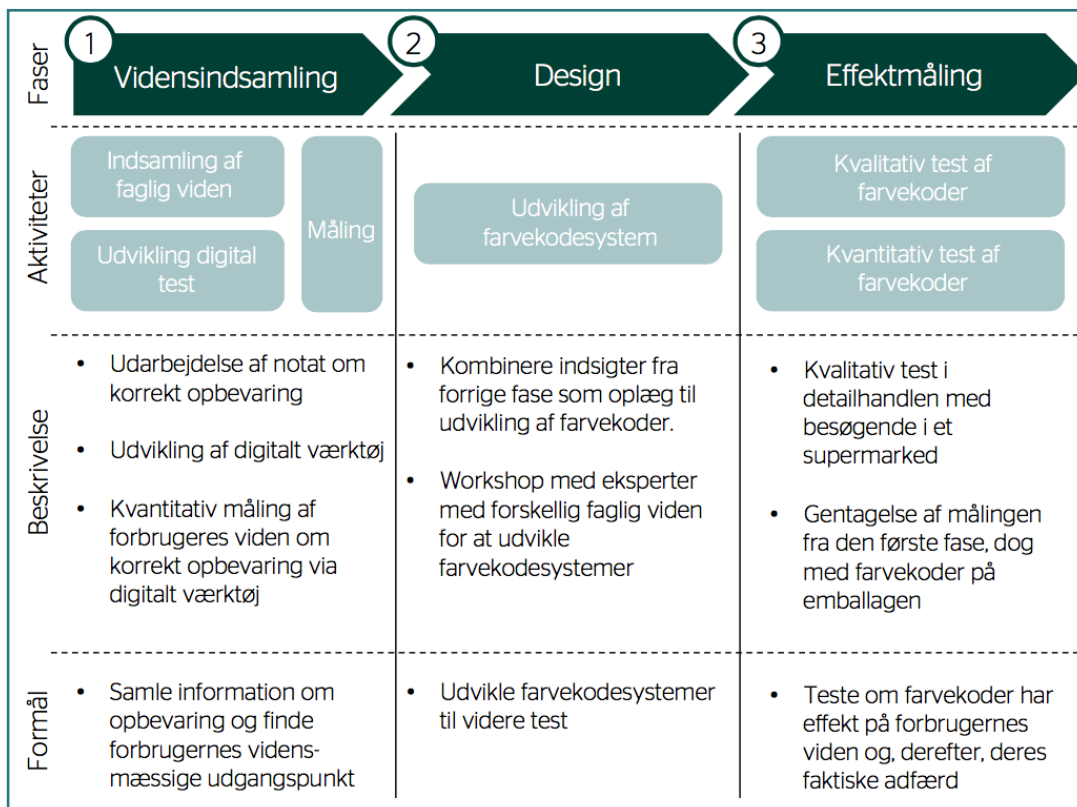 Faser
1
Vidensindsamling
2
Design
3
Effektmåling
Aktiviteter
Indsamling af
faglig viden
Udvikling digital
test
Måling
Udvikling af
farvekodesystem
Kvalitativ test af
farvekoder
Kvantitativ test af
farvekoder
Beskrivelse
• Udarbejdelse af notat om
korrekt opbevaring
• Udvikling af digitalt værktøj
• Kvantitativ måling af
forbrugeres viden om
korrekt opbevaring via
digitalt værktøj
• Kombinere indsigter fra
forrige fase som oplæg til
udvikling af farvekoder.
• Workshop med eksperter
med forskellig faglig viden
for at udvikle
farvekodesystemer
• Kvalitativ test i
detailhandlen med
besøgende i et
supermarked
• Gentagelse af målingen
fra den første fase, dog
med farvekoder på
emballagen
Formål
• Samle information om
opbevaring og finde
forbrugernes videns-
mæssige udgangspunkt
• Udvikle farvekodesystemer
til videre test
• Teste om farvekoder har
effekt på forbrugernes
viden og, derefter, deres
faktiske adfærd